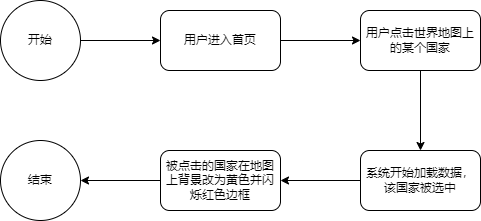 开始
用户进入首页
用户点击世界地图上
的某个国家
系统开始加载数据，
该国家被选中
被点击的国家在地图
上背景改为黄色并闪
烁红色边框
结束